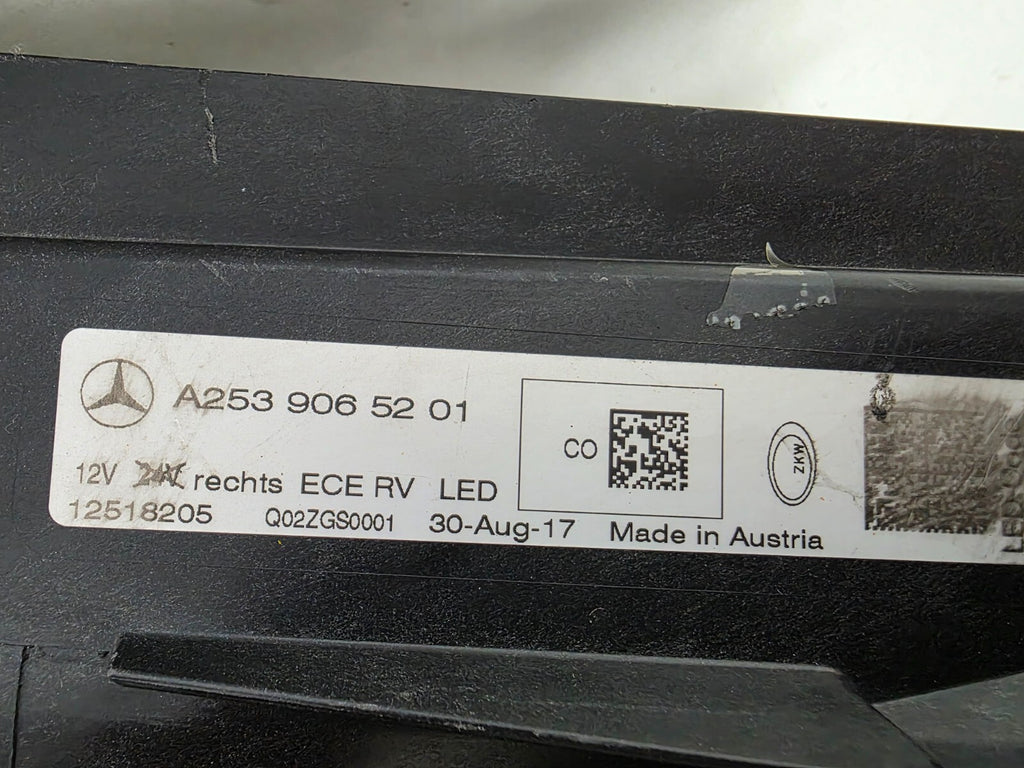 A253 906 52 01
12V 24V rechts ECE RV LED
12518205 Q02ZGS0001 30-Aug-17 Made in Austria
CO
ZKW